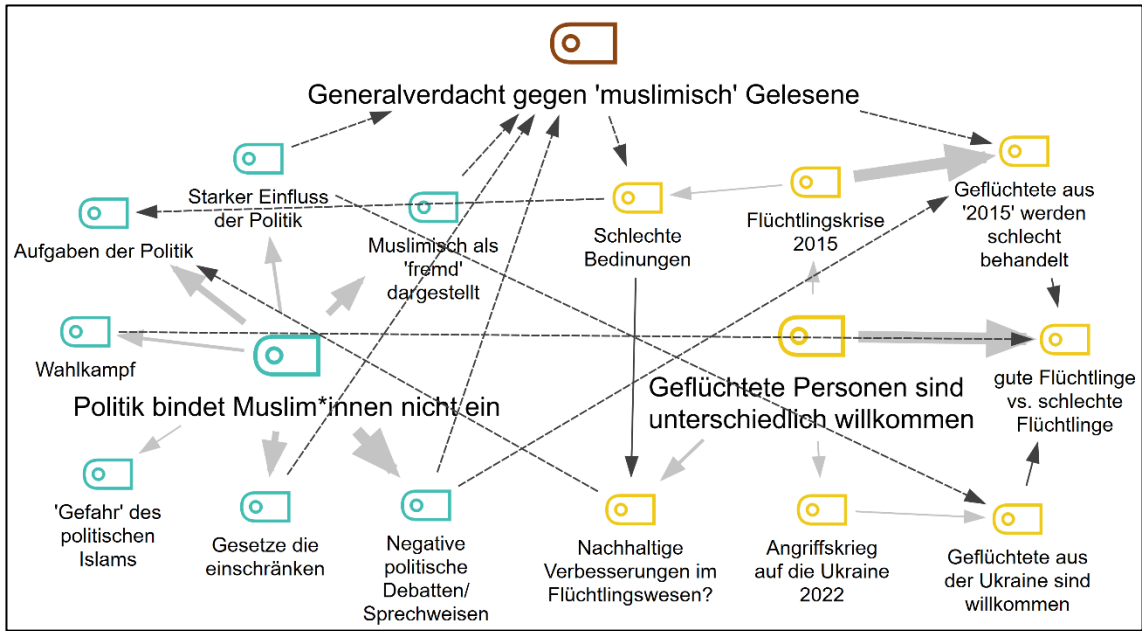 Generalverdacht gegen 'muslimisch' Gelesene
Starker Einfluss
der Politik
Aufgaben der Politik
Muslimisch als
'fremd'
dargestellt
Schlechte
Bedinungen
Flüchtlingskrise
2015
Geflüchtete aus
'2015' werden
schlecht
behandelt
Wahlkampf
Politik bindet Muslim*innen nicht ein
Geflüchtete Personen sind
unterschiedlich willkommen
gute Flüchtlinge
vs. schlechte
Flüchtlinge
'Gefahr' des
politischen
Islams
Gesetze die
einschränken
Negative
politische
Debatten/
Sprechweisen
Nachhaltige
Verbesserungen im
Flüchtlingswesen?
Angriffskrieg
auf die Ukraine
2022
Geflüchtete aus
der Ukraine sind
willkommen